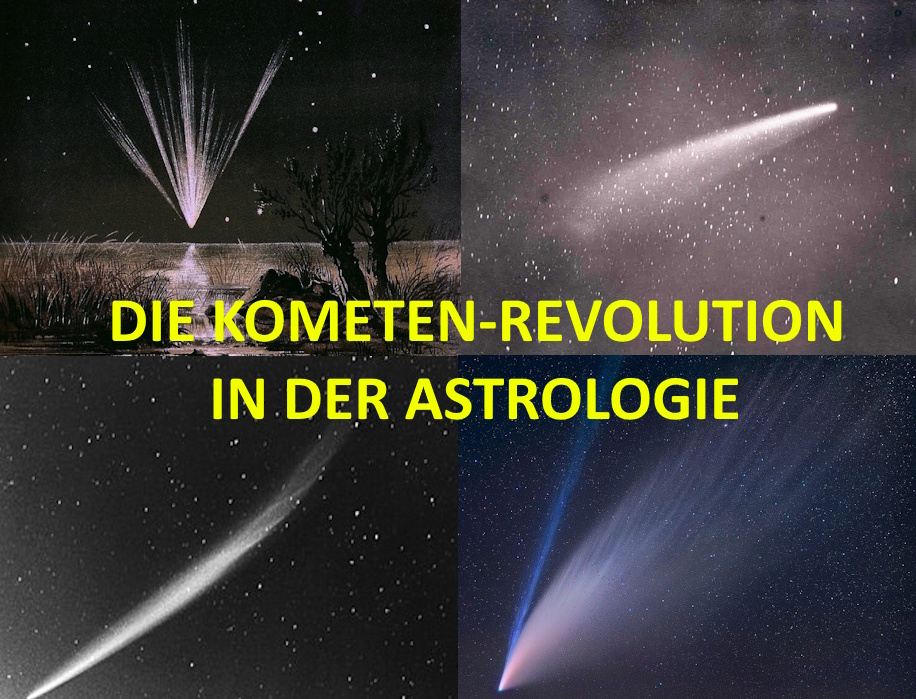 DIE KOMETEN-REVOLUTION
IN DER ASTROLOGIE